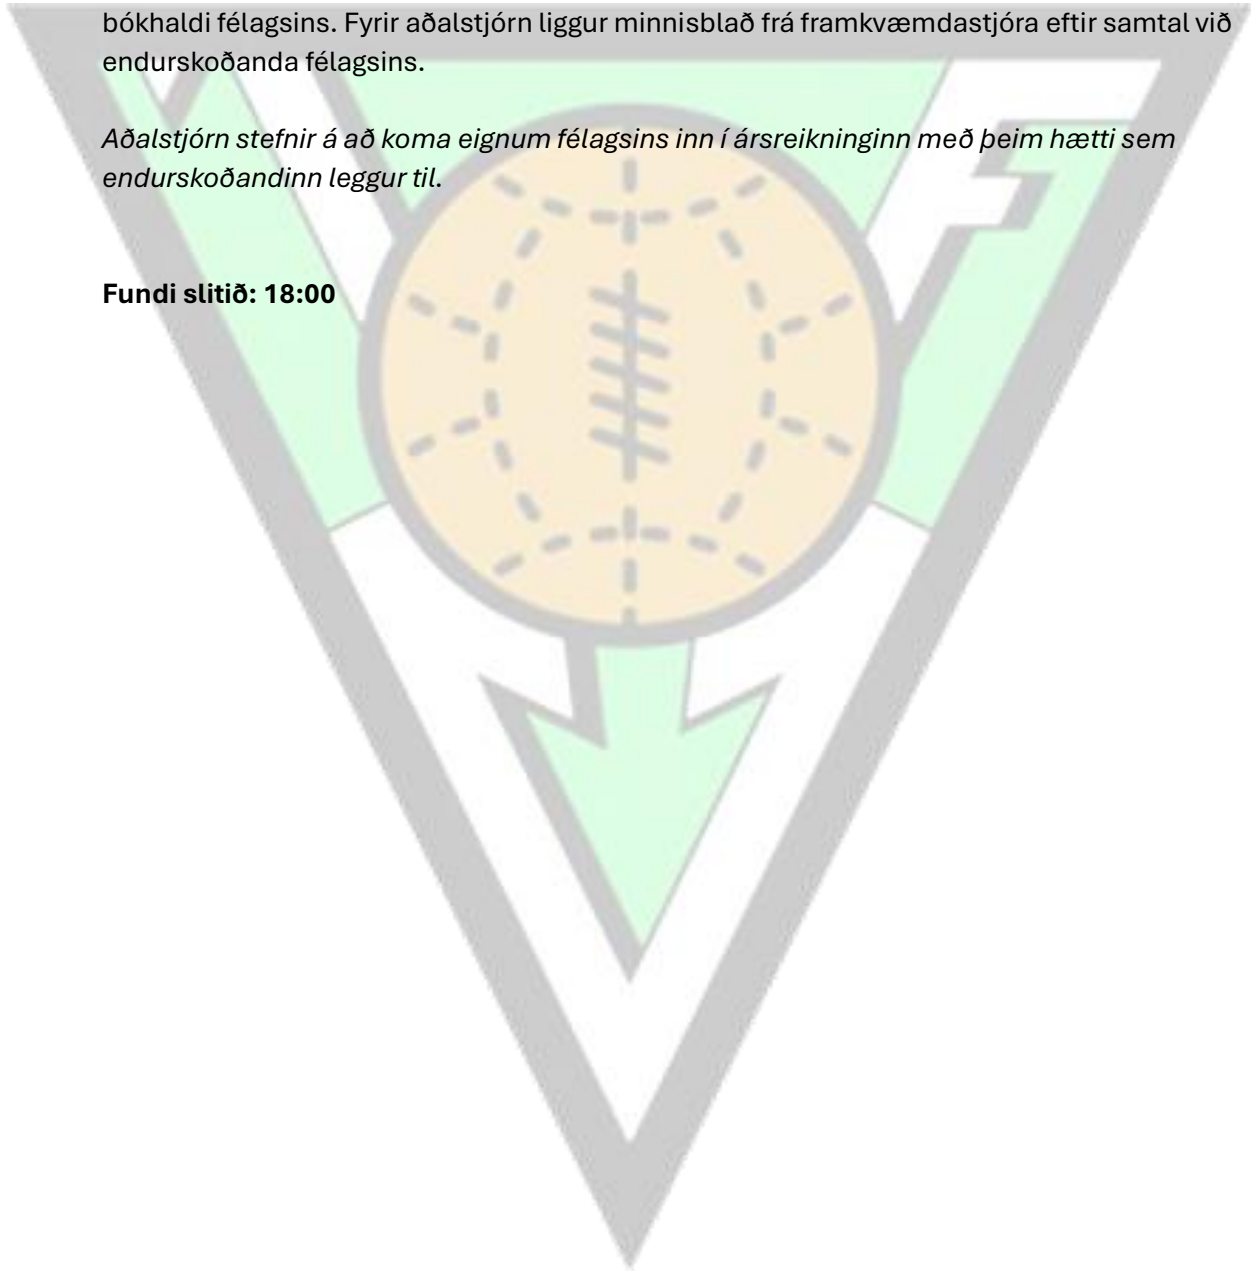 bókhaldi félagsins. Fyrir aðalstjórn liggur minnisblað frá framkvæmdastjóra eftir samtal við
endurskoðanda félagsins.
Aðalstjórn stefnir á að koma eignum félagsins inn í ársreikninginn með þeim hætti sem
endurskoðandinn leggur til.
Fundi slitið: 18:00